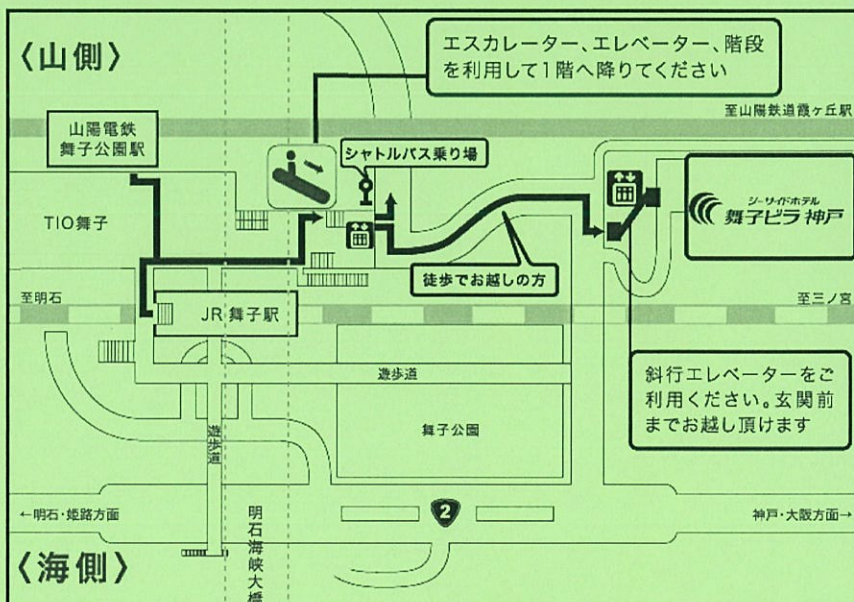 〈山側〉
エスカレーター、エレベーター、階段
を利用して1階へ降りてください
至山陽鉄道霞ヶ丘駅
山陽電鉄
舞子公園駅
シャトルバス乗り場
シーサイドホテル
舞子ビラ 神戸
TIO舞子
徒歩でお越しの方
至明石
至三ノ宮
JR 舞子駅
斜行エレベーターをご
利用ください。玄関前
までお越し頂けます
遊歩道
舞子公園
遊歩道
←明石・姫路方面
2
神戸・大阪方面→
明石海峡大橋
〈海側〉